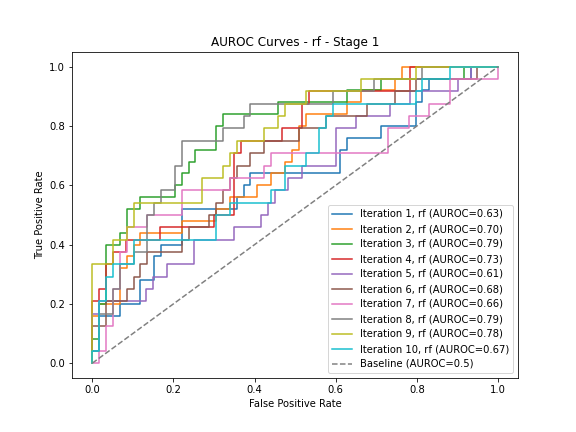 AUROC Curves - rf - Stage 1
True Positive Rate
1.0
0.8
0.6
0.4
0.2
0.0
Iteration 1, rf (AUROC=0.63)
Iteration 2, rf (AUROC=0.70)
Iteration 3, rf (AUROC=0.79)
Iteration 4, rf (AUROC=0.73)
Iteration 5, rf (AUROC=0.61)
Iteration 6, rf (AUROC=0.68)
Iteration 7, rf (AUROC=0.66)
Iteration 8, rf (AUROC=0.79)
Iteration 9, rf (AUROC=0.78)
Iteration 10, rf (AUROC=0.67)
Baseline (AUROC=0.5)
0.0 0.2 0.4 0.6 0.8 1.0
False Positive Rate